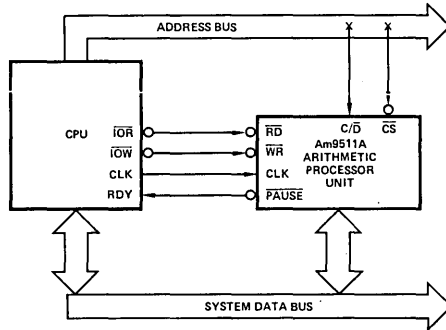 ADDRESS BUS
CPU
IOR
IOW
CLK
RDY
RD
WR
CLK
PAUSE
C/D
CS
Am9511A
ARITHMETIC
PROCESSOR
UNIT
SYSTEM DATA BUS